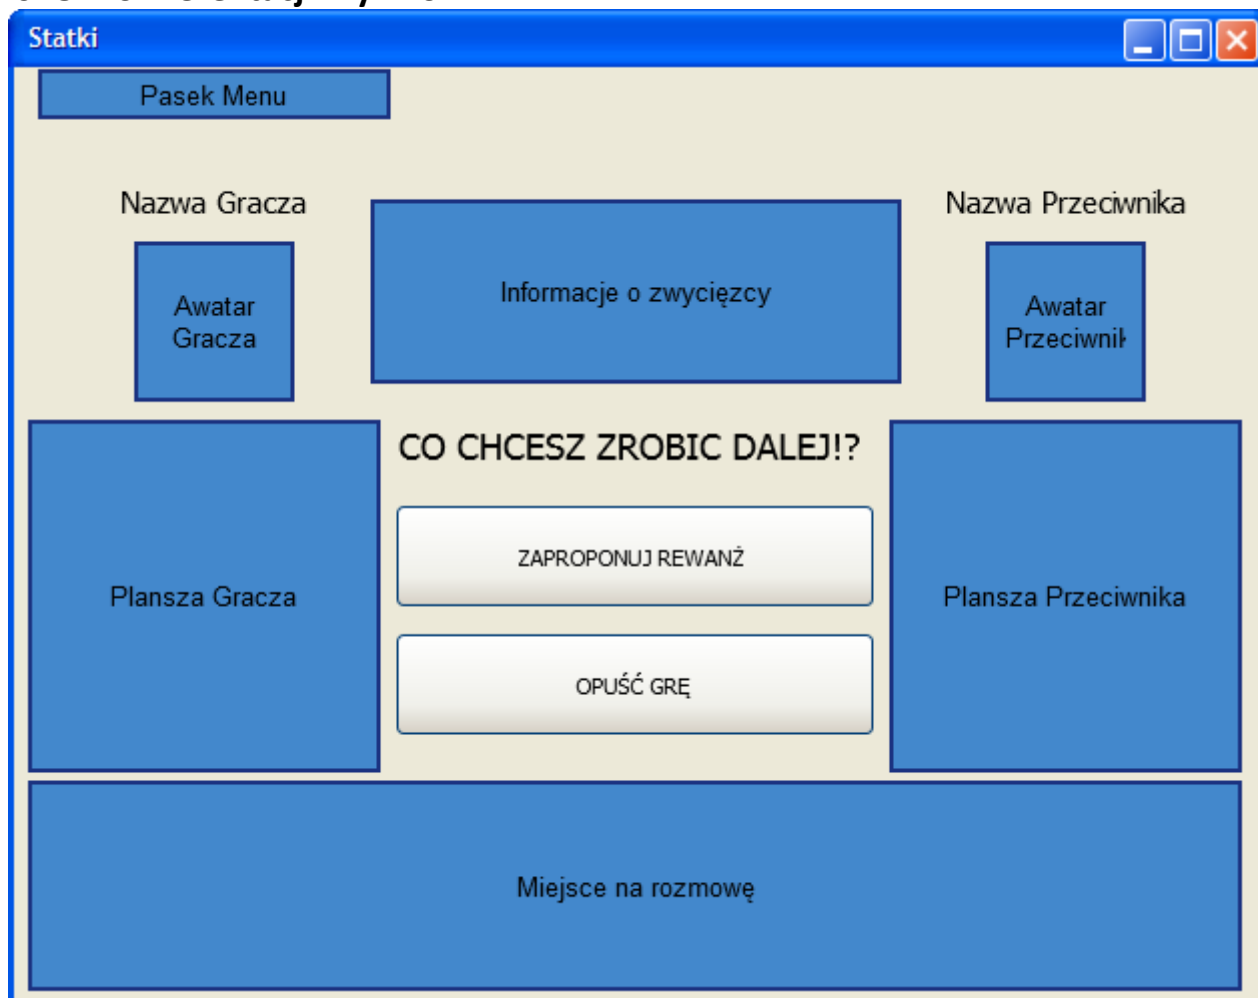 Statki
Pasek Menu
Nazwa Gracza
Nazwa Przeciwnika
Informacje o zwycięzcy
Awatar
Gracza
Awatar
Przeciwnik
CO CHCESZ ZROBIC DALEJ!?
ZAPROPONUJ REWANŻ
OPUŚĆ GRĘ
Plansza Gracza
Plansza Przeciwnika
Miejsce na rozmowę